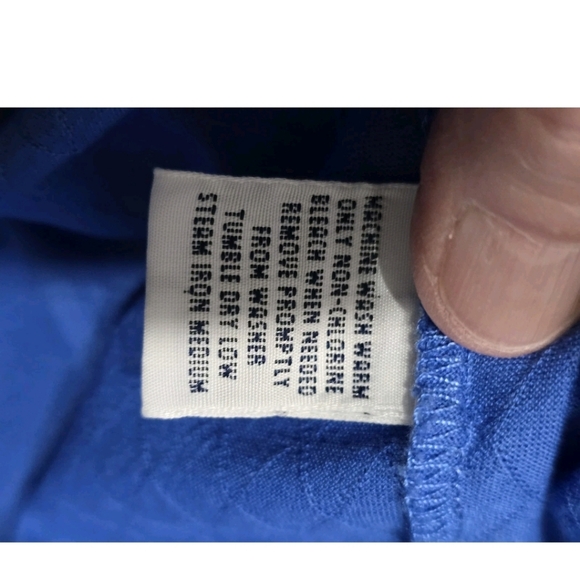 MACHINE WASH WARM
ONLY NON-CHLORINE
BLEACH WHEN NEEDED
REMOVE PROMPTLY
FROM WASHER
TUMBLE DRY LOW
STEAM IRON MEDIUM